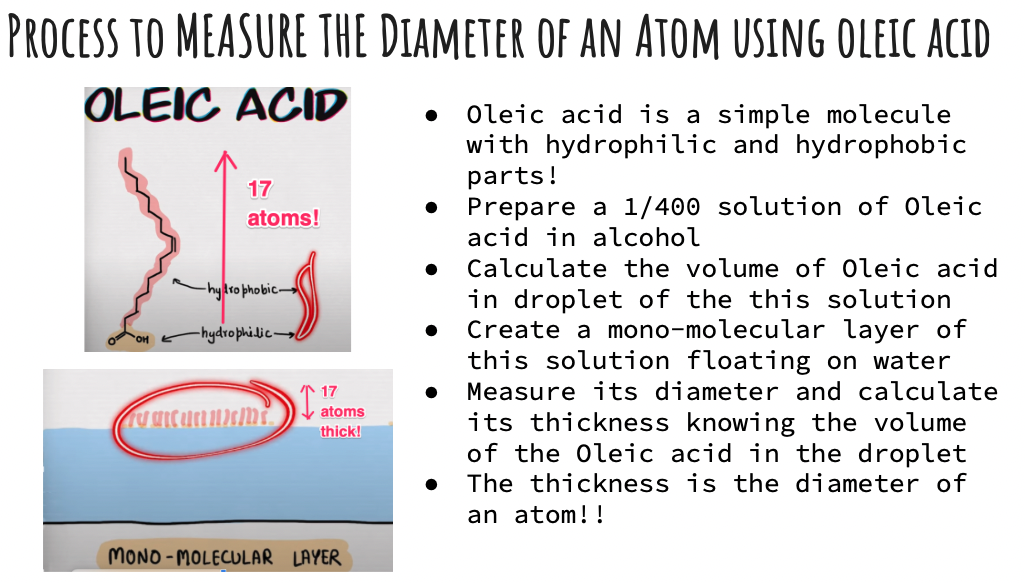 Process to MEASURE THE Diameter of an Atom using oleic acid
OLEIC ACID
17
atoms!
hydrophobic
hydrophilic
O
OH
17
atoms
thick!
MONO-MOLECULAR LAYER
● Oleic acid is a simple molecule
with hydrophilic and hydrophobic
parts!
● Prepare a 1/400 solution of Oleic
acid in alcohol
● Calculate the volume of Oleic acid
in droplet of the this solution
● Create a mono-molecular layer of
this solution floating on water
● Measure its diameter and calculate
its thickness knowing the volume
of the Oleic acid in the droplet
● The thickness is the diameter of
an atom!!